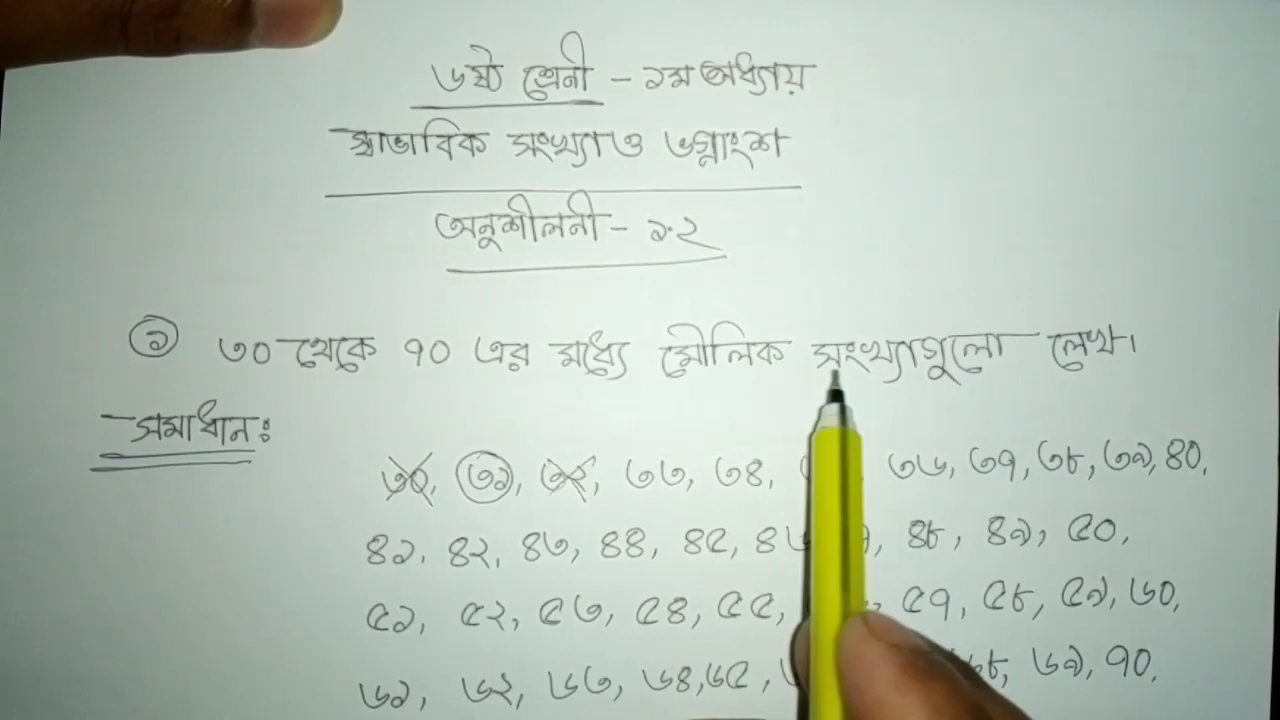 ৬ষ্ঠ শ্রেনী - ১ম অধ্যায়
স্বাভাবিক সংখ্যা ও ভগ্নাংশ
অনুশীলনী - ১.২
১ ৩০ থেকে ৭০ এর মধ্যে মৌলিক সংখ্যাগুলো লেখ।
সমাধান:
৩০, ৩১, ৩২, ৩৩, ৩৪, ৩৬, ৩৭, ৩৮, ৩৯, ৪০,
৪১, ৪২, ৪৩, ৪৪, ৪৫, ৪৮, ৪৯, ৫০,
৫১, ৫২, ৫৩, ৫৪, ৫৫, ৫৭, ৫৮, ৫৯, ৬০,
৬১, ৬২, ৬৩, ৬৪, ৬৫, ৬৮, ৬৯, ৭০,